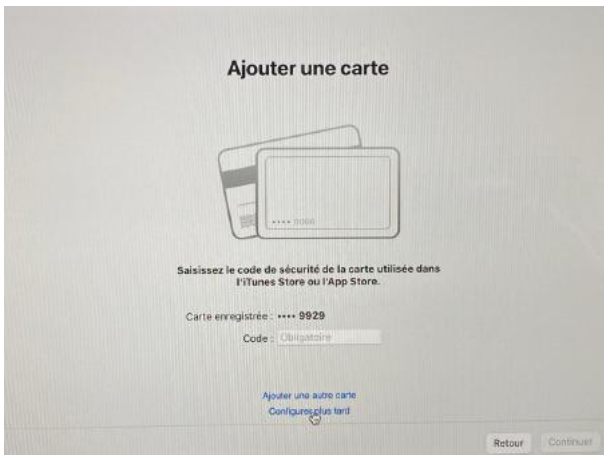 Ajouter une carte
Saisissez le code de sécurité de la carte utilisée dans
l'iTunes Store ou l'App Store.
Carte enregistrée : •••• 9929
Code : Obligatoire
Ajouter une autre carte
Configurer plus tard
Retour
Continuer